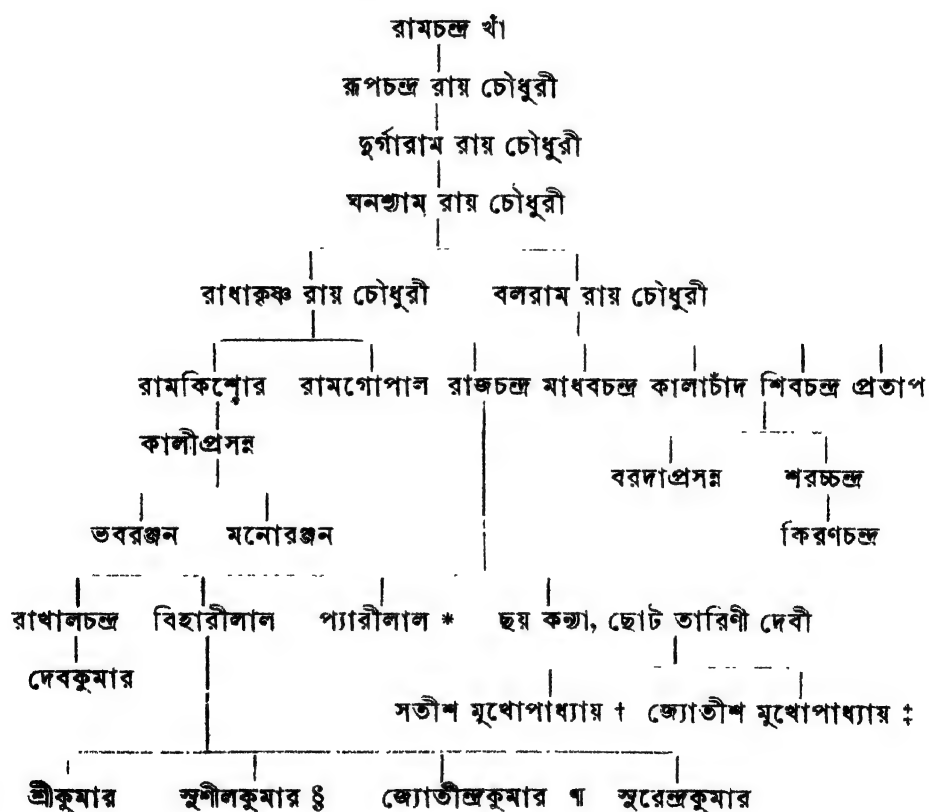 রামচন্দ্র খাঁ
রূপচন্দ্র রায় চৌধুরী
দুর্গারাম রায় চৌধুরী
ঘনশ্যাম রায় চৌধুরী
রাধাকৃষ্ণ রায় চৌধুরী বলরাম রায় চৌধুরী
রামকিশোর রামগোপাল রাজচন্দ্র মাধবচন্দ্র কালাচাঁদ শিবচন্দ্র প্রতাপ
কালীপ্রসন্ন
বরদাপ্রসন্ন শরচ্চন্দ্র
ভবরঞ্জন মনোরঞ্জন কিরণচন্দ্র
রাখালচন্দ্র বিহারীলাল প্যারীলাল * ছয় কন্যা, ছোট তারিণী দেবী
দেবকুমার
সতীশ মুখোপাধ্যায় † জ্যোতীশ মুখোপাধ্যায় ‡
শ্রীকুমার সুশীলকুমার § জ্যোতীন্দ্রকুমার ¶ সুরেন্দ্রকুমার